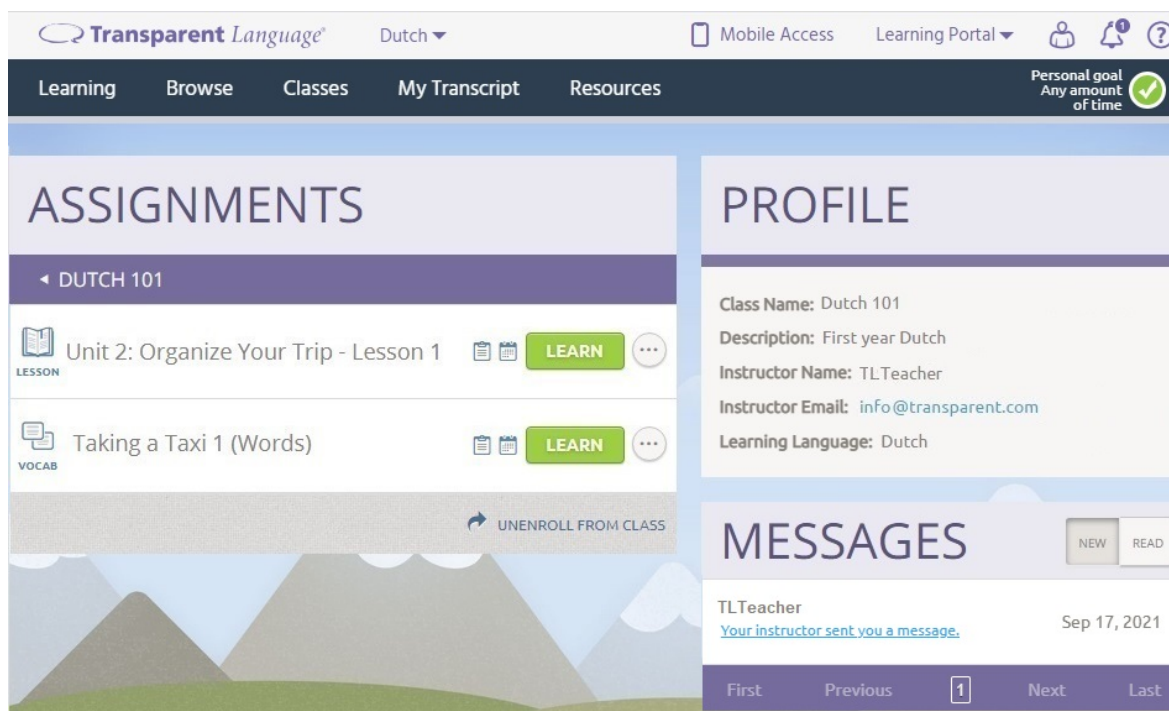 Transparent Language® Dutch Mobile Access Learning Portal 1 ?
Learning Browse Classes My Transcript Resources
Personal goal
Any amount
of time
ASSIGNMENTS
DUTCH 101
LESSON
Unit 2: Organize Your Trip - Lesson 1 LEARN
VOCAB
Taking a Taxi 1 (Words) LEARN
UNENROLL FROM CLASS
PROFILE
Class Name: Dutch 101
Description: First year Dutch
Instructor Name: TLTeacher
Instructor Email: info@transparent.com
Learning Language: Dutch
MESSAGES NEW READ
TLTeacher
Your instructor sent you a message.
Sep 17, 2021
First Previous 1 Next Last